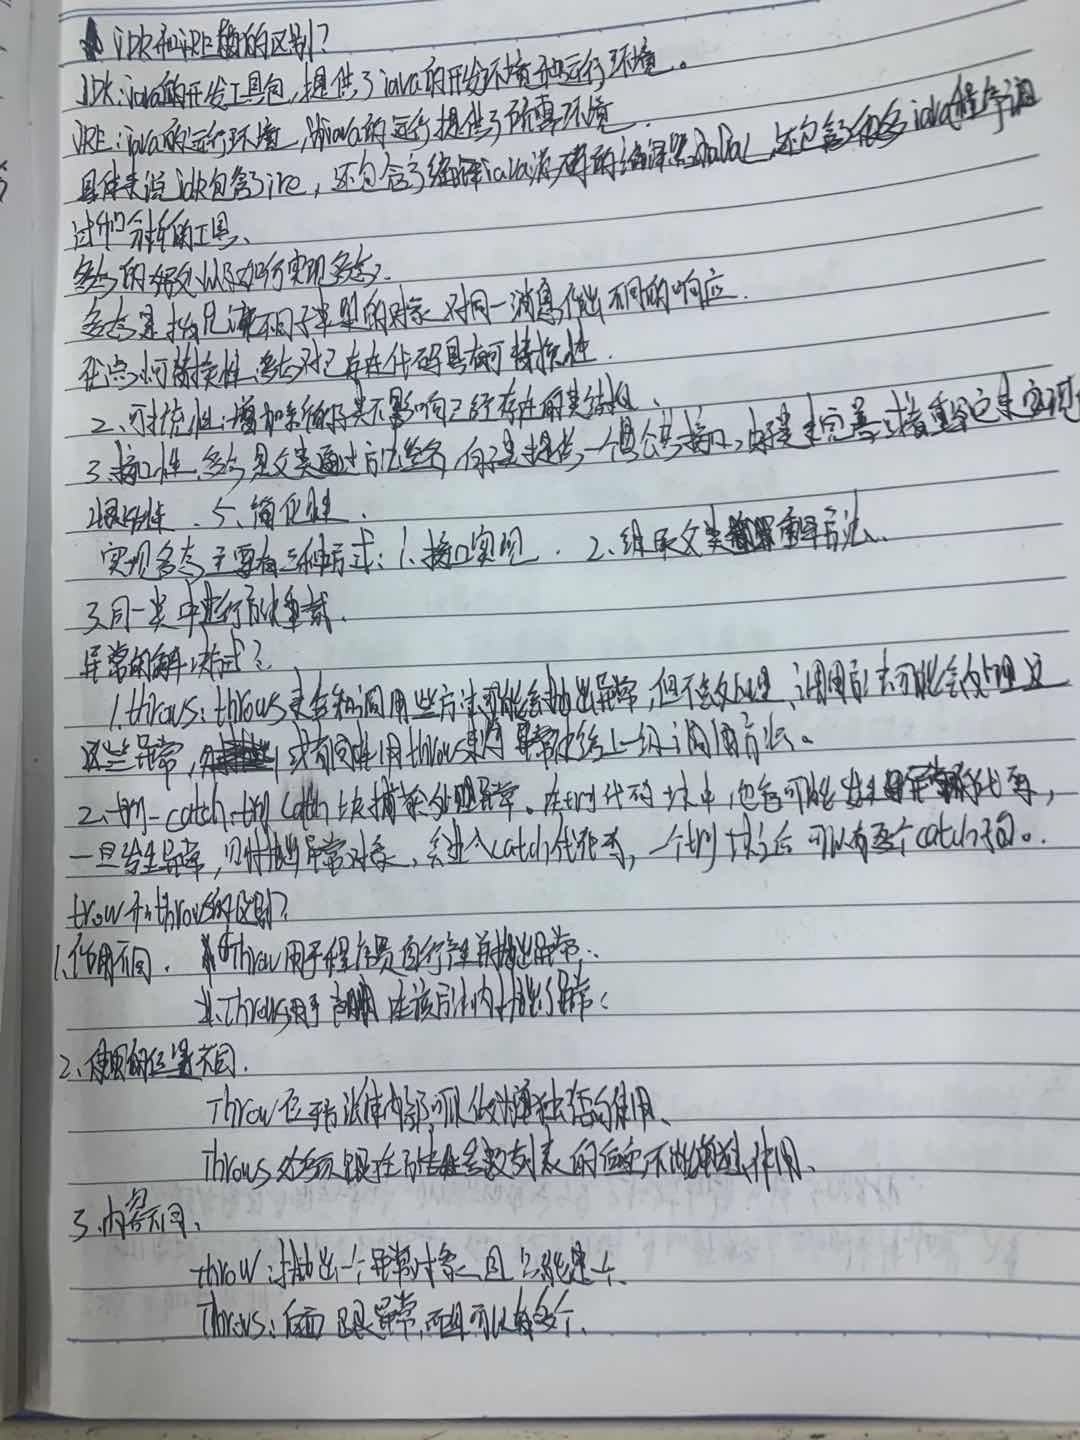 jDK和jRE的区别?
JDK:java的开发工具包,提供了java的开发环境和运行环境。
JRE:java的运行环境,为java的运行提供了所需环境.
具体来说jdk包含了jre,还包含了编译java源码的编译器javac,还包含了很多java程序调
试和分析的工具、
多态的好处以及如何实现多态?
多态是指允许不同子类型的对象对同一消息作出不同的响应.
优点:可替换性:多态对已存在代码具有可替换性.
2、可扩充性:增加新的子类不影响已经存在的类结构、
3.接口性.多态是父类通过方法签名,向子类提供一个公共接口,由子类来完善或者重写它来实现
4灵活性.5、简化性.
实现多态主要有三种方式:1.接口实现.2、继承父类重写方法.
3同一类中进行方法重载.
异常的解决方式?
1.throws:throws是告知调用些方法可能会抛出异常,但不会处理,调用方法可能会处理这
这些异常,或者同样用throws来将异常给上一级调用方法。
2、try-catch:try catch块捕获处理异常。在try代码块中,包含可能发生异常代码,
一旦发生异常,则抛出异常对象,会进入catch代码,一个try块之后可以有多个catch语句。
trow和throws的区别?
1、作用不同.throw用于程序员自行产生并抛出异常.
throws用于声明在该方法内抛出了异常.
2、使用的位置不同.
Throw位于方法体内部,可以做为单独语句使用、
Throws必须跟在方法参数列表的后面不能单独使用、
3.内容不同、
throw:抛出一个异常对象且只能是一个.
Throws:后面跟异常,而且可以有多个.